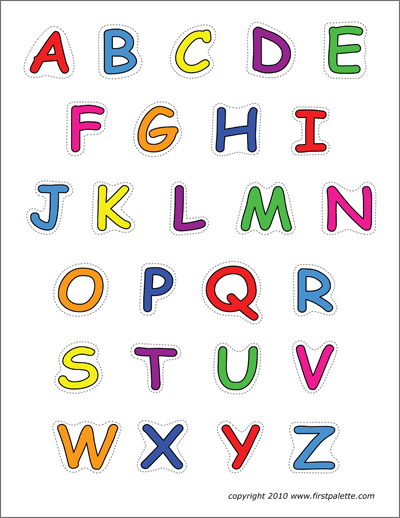 A B C D E
F G H I
J K L M N
O P Q R
S T U V
W X Y Z
copyright 2010 www.firstpalette.com